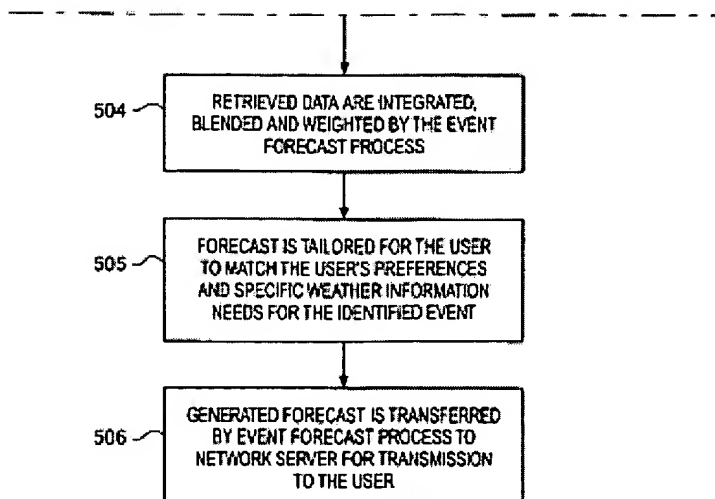 504
RETRIEVED DATA ARE INTEGRATED,
BLENDED AND WEIGHTED BY THE EVENT
FORECAST PROCESS
505
FORECAST IS TAILORED FOR THE USER
TO MATCH THE USER'S PREFERENCES
AND SPECIFIC WEATHER INFORMATION
NEEDS FOR THE IDENTIFIED EVENT
506
GENERATED FORECAST IS TRANSFERRED
BY EVENT FORECAST PROCESS TO
NETWORK SERVER FOR TRANSMISSION
TO THE USER